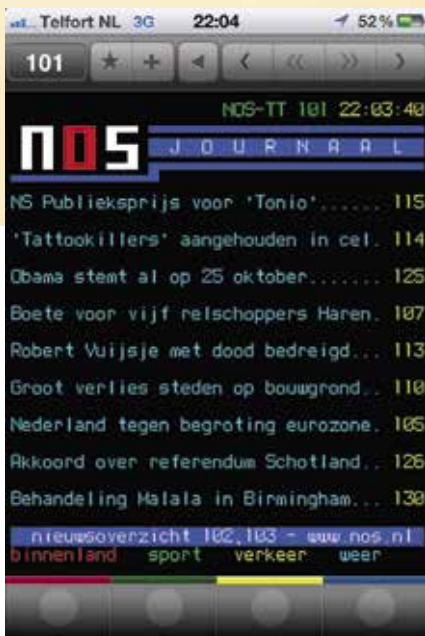 Telfort NL 3G 22:04 52%
101
NOS-TT 101 22:03:40
NOS
JOURNAAL
NS Publieksprijs voor 'Tonio'...... 115
'Tattookillers' aangehouden in cel. 114
Obama stemt al op 25 oktober....... 125
Boete voor vijf relschoppers Haren. 107
Robert Vuijsje met dood bedreigd... 113
Groot verlies steden op bouwgrond.. 110
Nederland tegen begroting eurozone. 105
Akkoord over referendum Schotland.. 126
Behandeling Malala in Birmingham... 130
nieuwsoverzicht 102,103 - www.nos.nl
binnenland sport verkeer weer